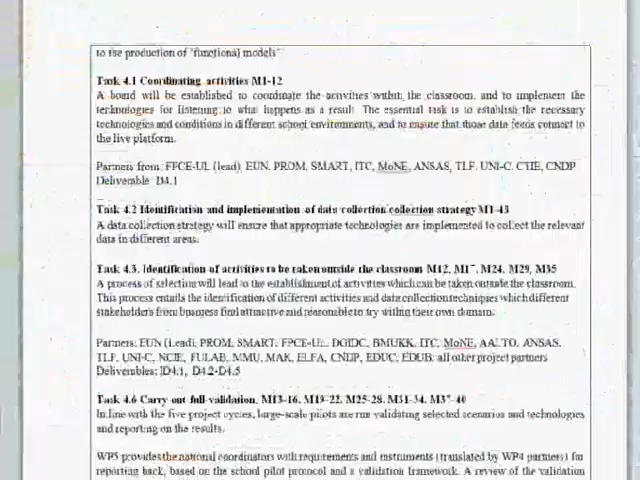 to the production of "functional models"
Task 4.1 Coordinating activities M1-12
A board will be established to coordinate the activities within the classroom, and to implement the
technologies for listening to what happens as a result. The essential task is to establish the necessary
technologies and conditions in different school environments, and to ensure that those data feeds connect to
the live platform.
Partners from: FPCE-UL (lead), EUN, PROM, SMART, ITC, MoNE, ANSAS, TLF, UNI-C, CNDP
Deliverable D4.1
Task 4.2 Identification and implementation of data collection collection strategy
A data collection strategy will ensure that appropriate technologies are implemented to collect the relevant
data in different areas.
Task 4.3. Identification of activities to be taken outside the classroom M12, M24, M29, M35
A process of selection will lead to the establishment of activities which can be taken outside the classroom.
This process entails the identification of different activities and data collection techniques which different
stakeholders from business find attractive and reasonable to try within their own domain.
Partners: EUN (Lead), PROM, SMART, DGIDC, BMUKK, ITC, MoNE, AALTO, ANSAS,
TLF, UNI-C, NCIE, FULAB, MMU, MAK, ELFA, CNDP, EDUC, EDUB: all other project partners
Deliverables: D4.1, D4.2-D4.5
Task 4.6 Carry out full-validation. M19-22, M25-28, M31-34,
In line with the five project cycles, large-scale pilots are run validating selected scenarios and technologies
and reporting on the results.
WP5 provides the national coordinators with requirements and instruments (translated by WP4 partners) for
reporting back, based on the school pilot protocol and a validation framework. A review of the validation